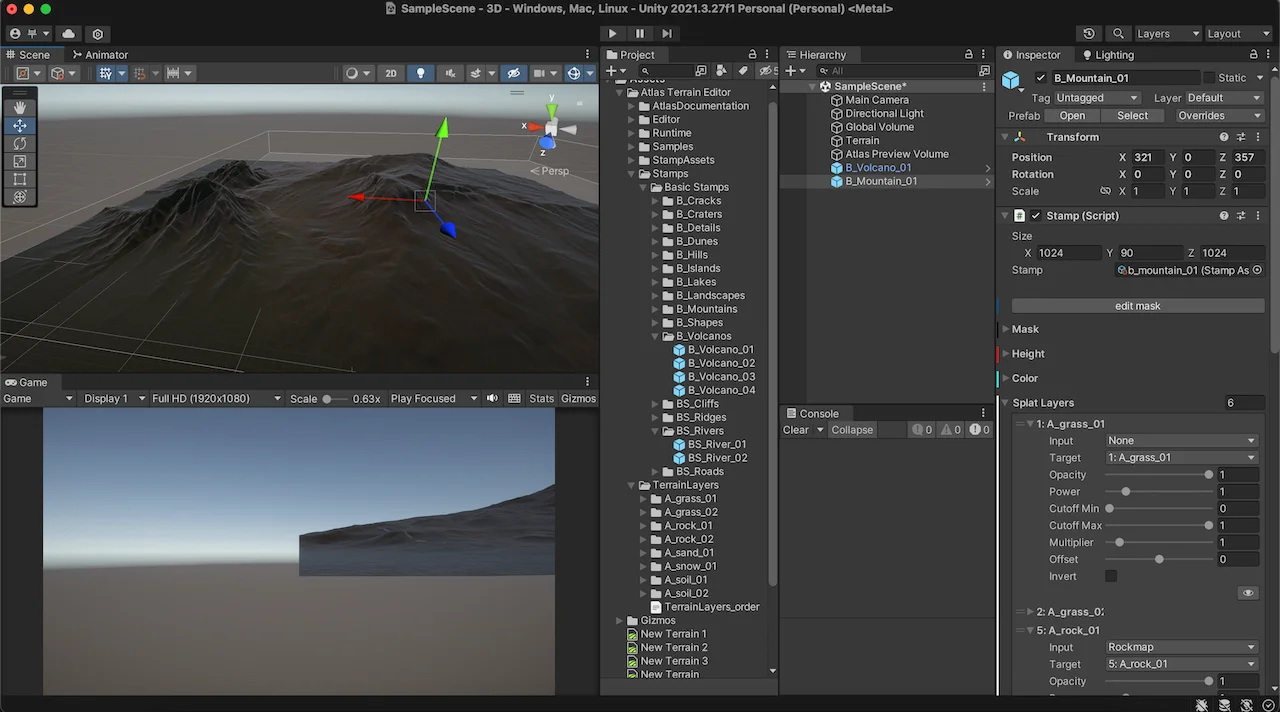 SampleScene - 3D - Windows, Mac, Linux - Unity 2021.3.27f1 Personal (Personal) <Metal>
Layers
Layout
Scene
Animator
2D
y
x
z
Persp
Game
Game
Display 1
Full HD (1920x1080)
Scale
0.63x
Play Focused
Stats
Gizmos
Project
5
Assets
Atlas Terrain Editor
AtlasDocumentation
Editor
Runtime
Samples
StampAssets
Stamps
Basic Stamps
B_Cracks
B_Craters
B_Details
B_Dunes
B_Hills
B_Islands
B_Lakes
B_Landscapes
B_Mountains
B_Shapes
B_Volcanos
B_Volcano_01
B_Volcano_02
B_Volcano_03
B_Volcano_04
BS_Cliffs
BS_Ridges
BS_Rivers
BS_River_01
BS_River_02
BS_Roads
TerrainLayers
A_grass_01
A_grass_02
A_rock_01
A_rock_02
A_sand_01
A_snow_01
A_soil_01
A_soil_02
TerrainLayers_order
Gizmos
New Terrain 1
New Terrain 2
New Terrain 3
New Terrain
Hierarchy
All
SampleScene*
Main Camera
Directional Light
Global Volume
Terrain
Atlas Preview Volume
B_Volcano_01
B_Mountain_01
Console
Clear
Collapse
0
0
0
Inspector
Lighting
B_Mountain_01
Static
Tag Untagged Layer Default
Prefab Open Select Overrides
Transform
Position X 321 Y 0 Z 357
Rotation X 0 Y 0 Z 0
Scale X 1 Y 1 Z 1
Stamp (Script)
Size
X 1024 Y 90 Z 1024
Stamp b_mountain_01 (Stamp As
edit mask
Mask
Height
Color
Splat Layers 6
1: A_grass_01
Input None
Target 1: A_grass_01
Opacity 1
Power 1
Cutoff Min 0
Cutoff Max 1
Multiplier 1
Offset 0
Invert
2: A_grass_02
5: A_rock_01
Input Rockmap
Target 5: A_rock_01
Opacity 1